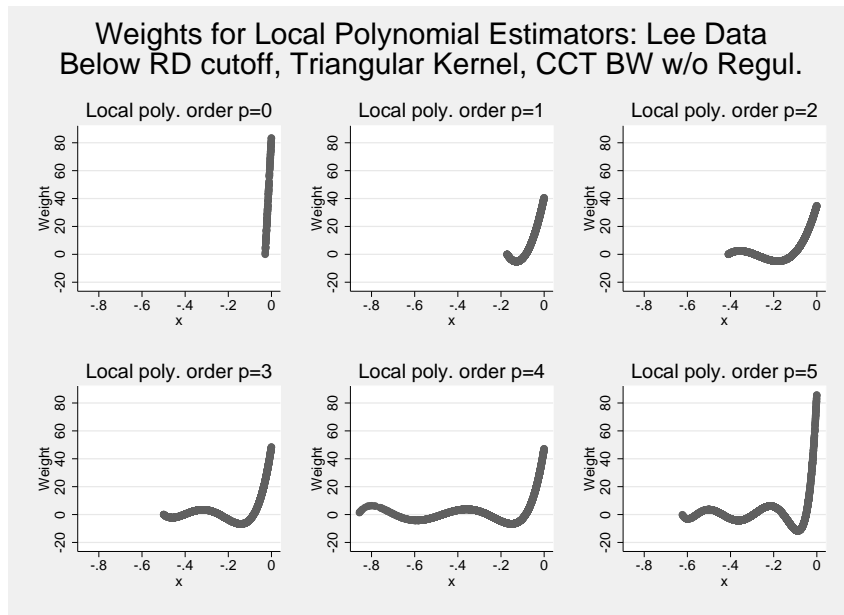 Weights for Local Polynomial Estimators: Lee Data
Below RD cutoff, Triangular Kernel, CCT BW w/o Regul.
Local poly. order p=0
Weight
80
60
40
20
0
-20
-.8 -.6 -.4 -.2 0
x
Local poly. order p=1
Weight
80
60
40
20
0
-20
-.8 -.6 -.4 -.2 0
x
Local poly. order p=2
Weight
80
60
40
20
0
-20
-.8 -.6 -.4 -.2 0
x
Local poly. order p=3
Weight
80
60
40
20
0
-20
-.8 -.6 -.4 -.2 0
x
Local poly. order p=4
Weight
80
60
40
20
0
-20
-.8 -.6 -.4 -.2 0
x
Local poly. order p=5
Weight
80
60
40
20
0
-20
-.8 -.6 -.4 -.2 0
x